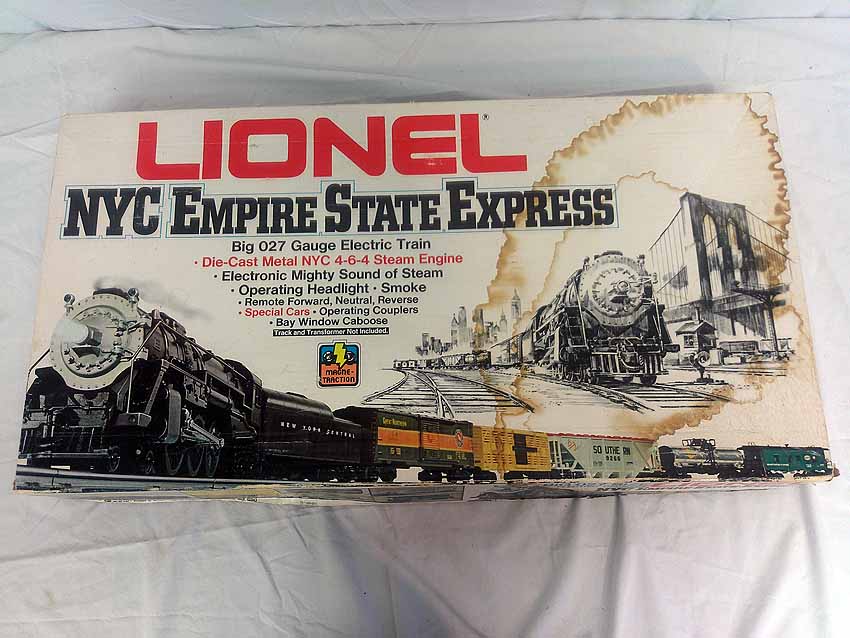 LIONEL®
NYC EMPIRE STATE EXPRESS
Big 027 Gauge Electric Train
• Die-Cast Metal NYC 4-6-4 Steam Engine
• Electronic Mighty Sound of Steam
• Operating Headlight • Smoke
• Remote Forward, Neutral, Reverse
• Special Cars • Operating Couplers
• Bay Window Caboose
Track and Transformer Not Included.
MAGNE-
TRACTION
NEW YORK CENTRAL
GREAT NORTHERN
SOUTHERN